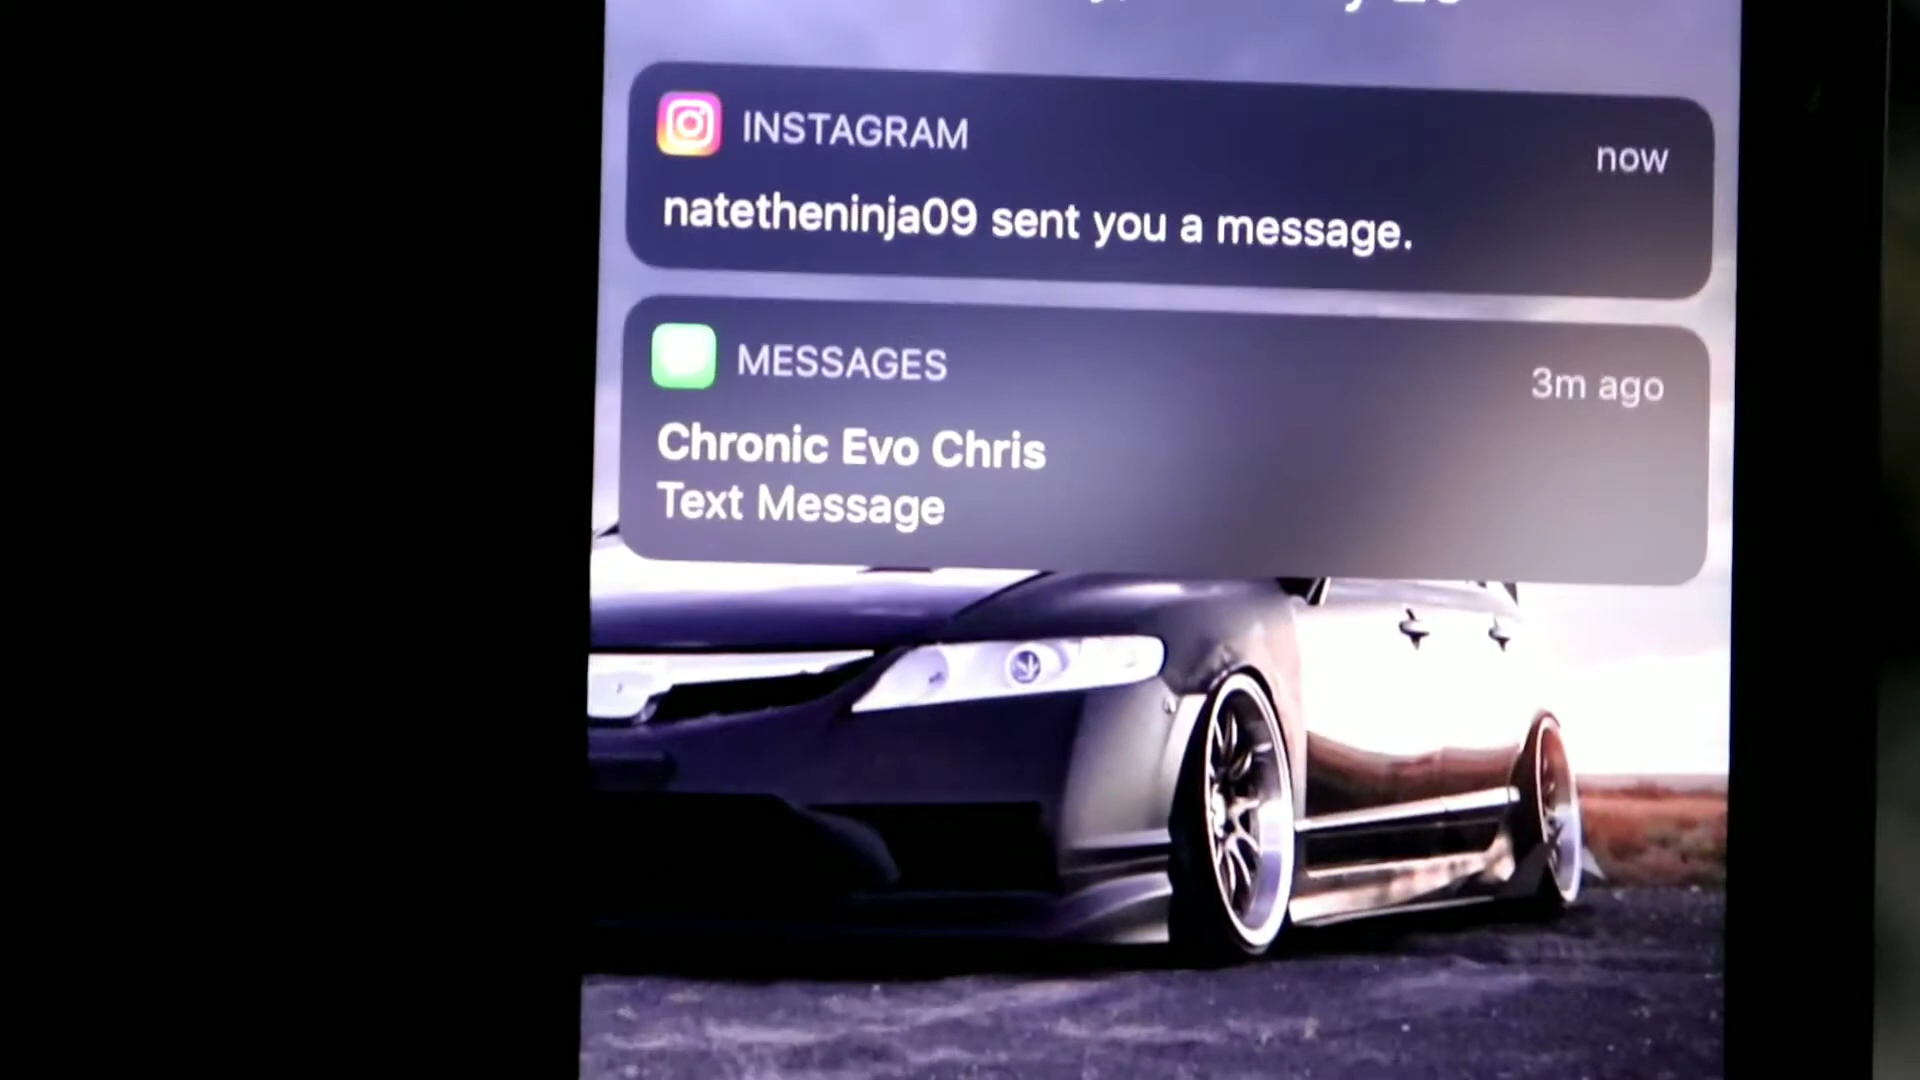 INSTAGRAM
now
natetheninja09 sent you a message.
MESSAGES
3m ago
Chronic Evo Chris
Text Message